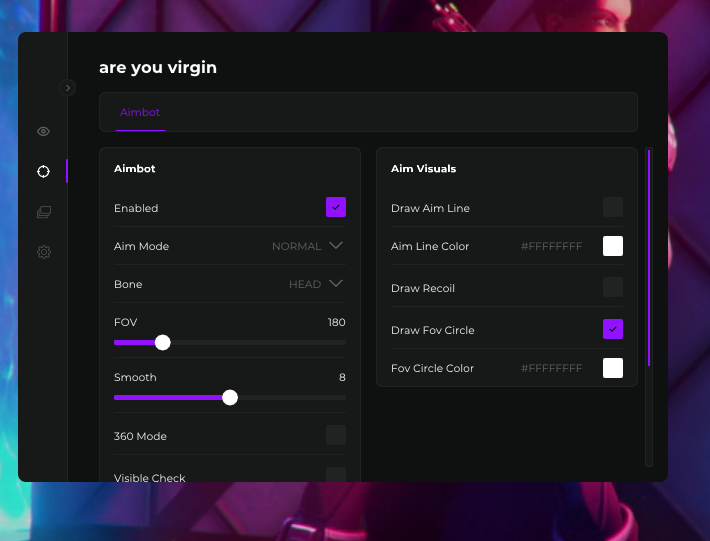 are you virgin
Aimbot
Aimbot
Enabled
Aim Mode NORMAL
Bone HEAD
FOV 180
Smooth 8
360 Mode
Visible Check
Aim Visuals
Draw Aim Line
Aim Line Color #FFFFFFFF
Draw Recoil
Draw Fov Circle
Fov Circle Color #FFFFFFFF